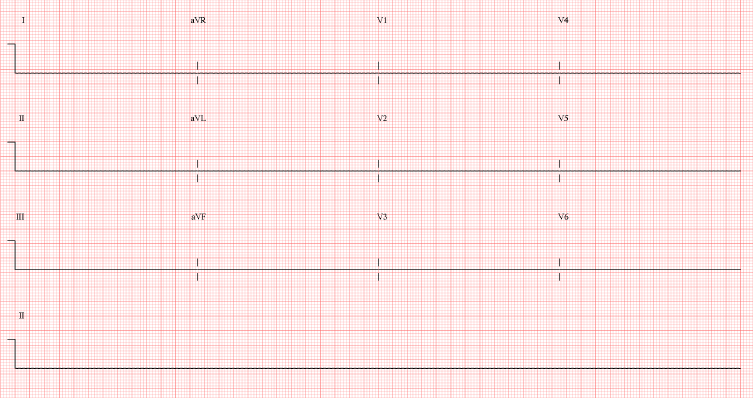 I aVR V1 V4
II aVL V2 V5
III aVF V3 V6
II